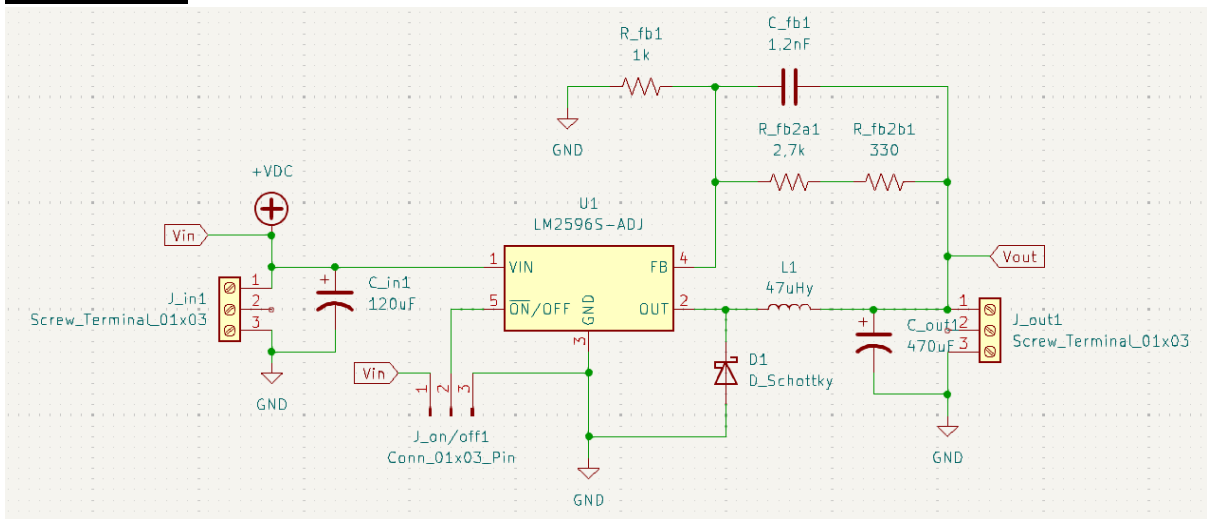 R_fb1
1k
C_fb1
1.2nF
R_fb2a1
2,7k
R_fb2b1
330
GND
+VDC
Vin
U1
LM2596S-ADJ
1
VIN
FB
4
5
ON/OFF
GND
OUT
2
3
J_in1
Screw_Terminal_01x03
1
2
3
+
C_in1
120uF
GND
Vin
1
2
3
J_on/off1
Conn_01x03_Pin
GND
L1
47uHy
D1
D_Schottky
+
C_out1
470uF
Vout
1
2
3
J_out1
Screw_Terminal_01x03
GND